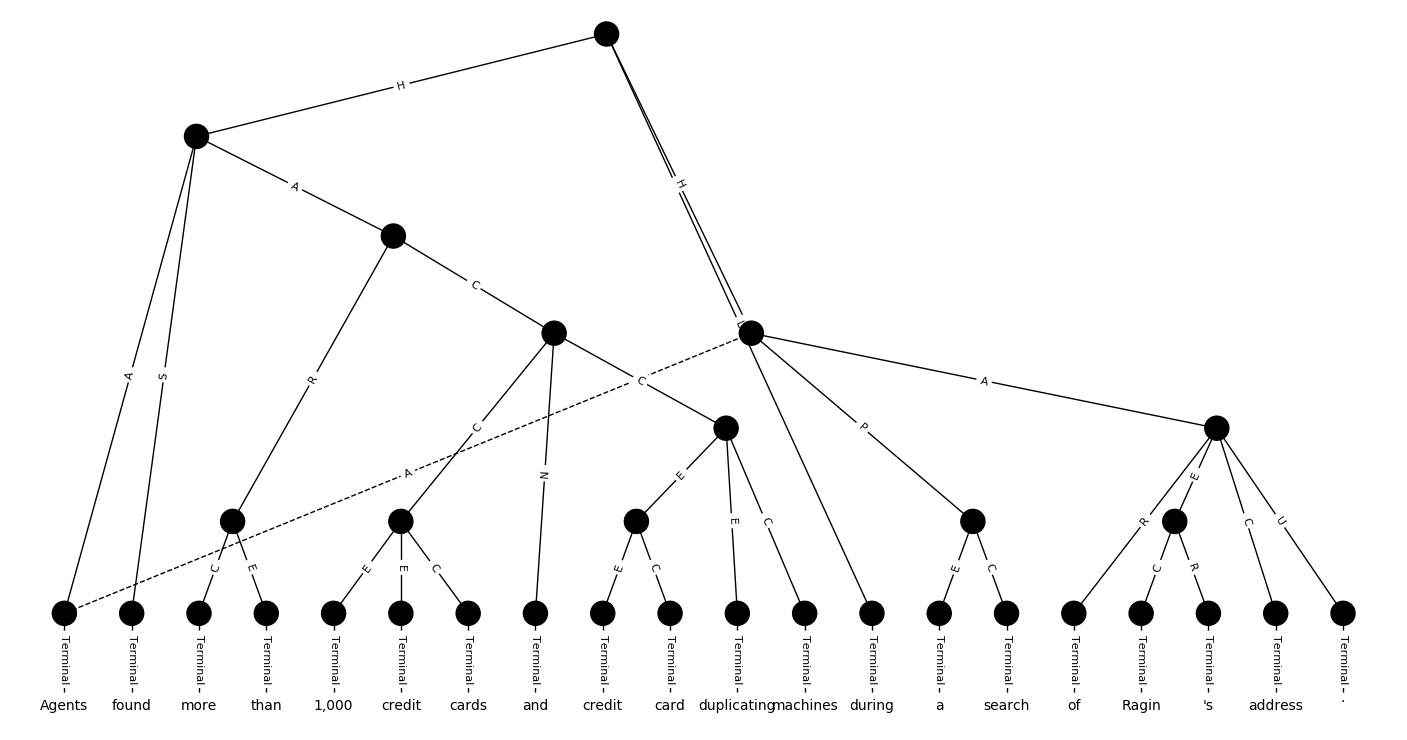 H
A
H
A S C R
L
C A
C P
A N E R E
E C C U
C E E E C E C E C C R
Terminal Terminal Terminal Terminal Terminal Terminal Terminal Terminal Terminal Terminal Terminal Terminal Terminal Terminal Terminal Terminal Terminal Terminal Terminal Terminal
Agents found more than 1,000 credit cards and credit card duplicating machines during a search of Ragin 's address .